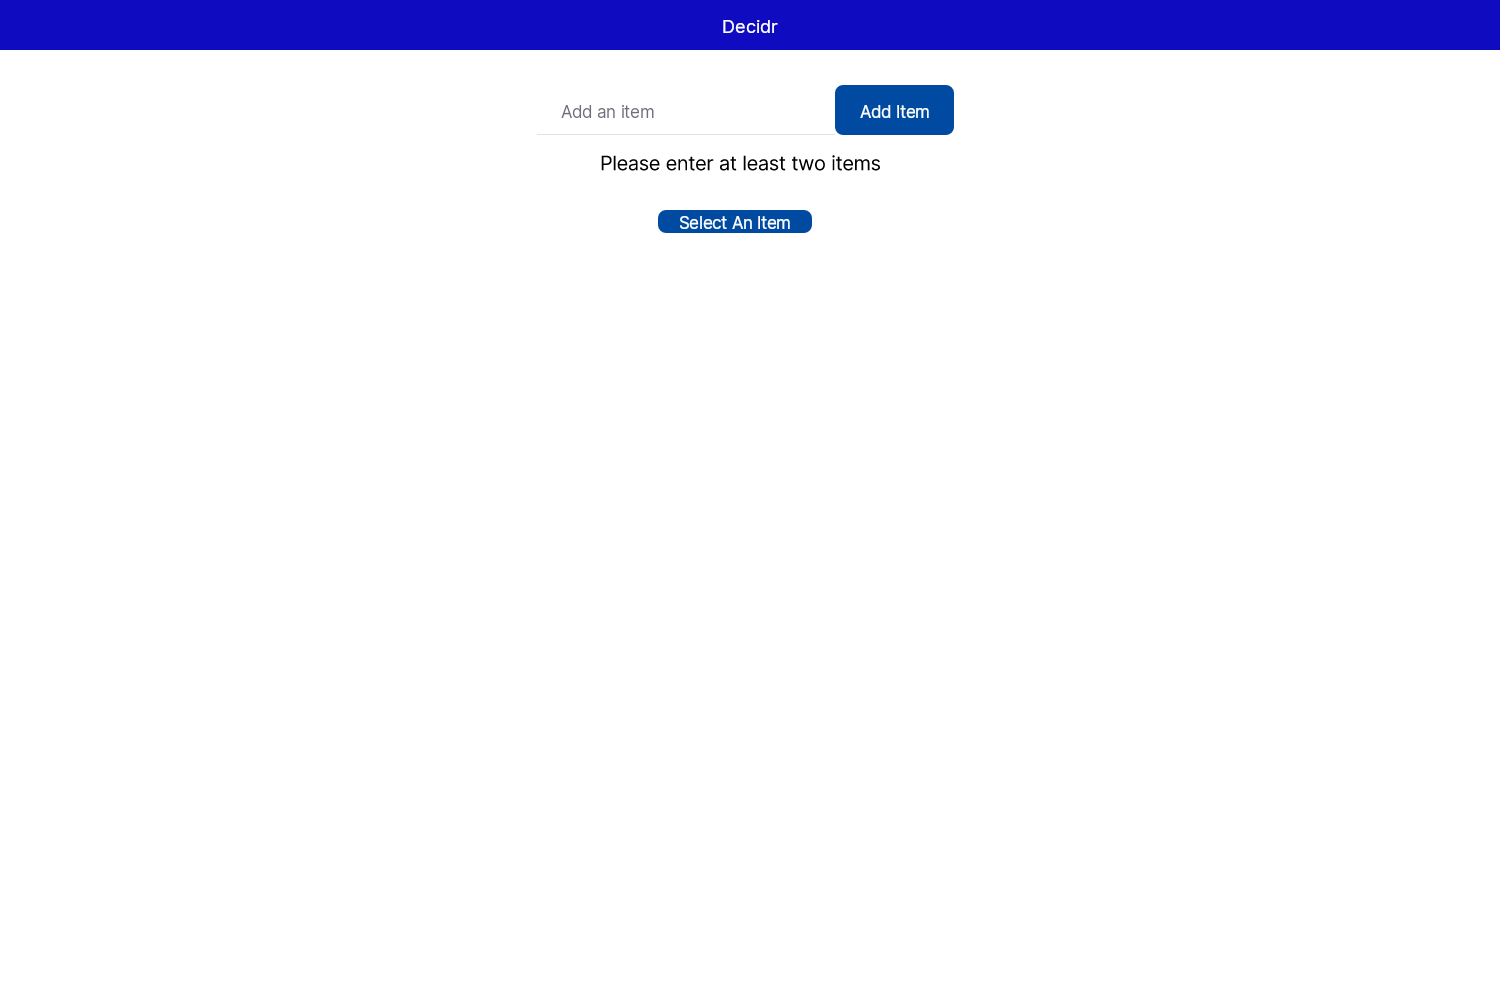 Decidr
Add an item
Add Item
Please enter at least two items
Select An Item